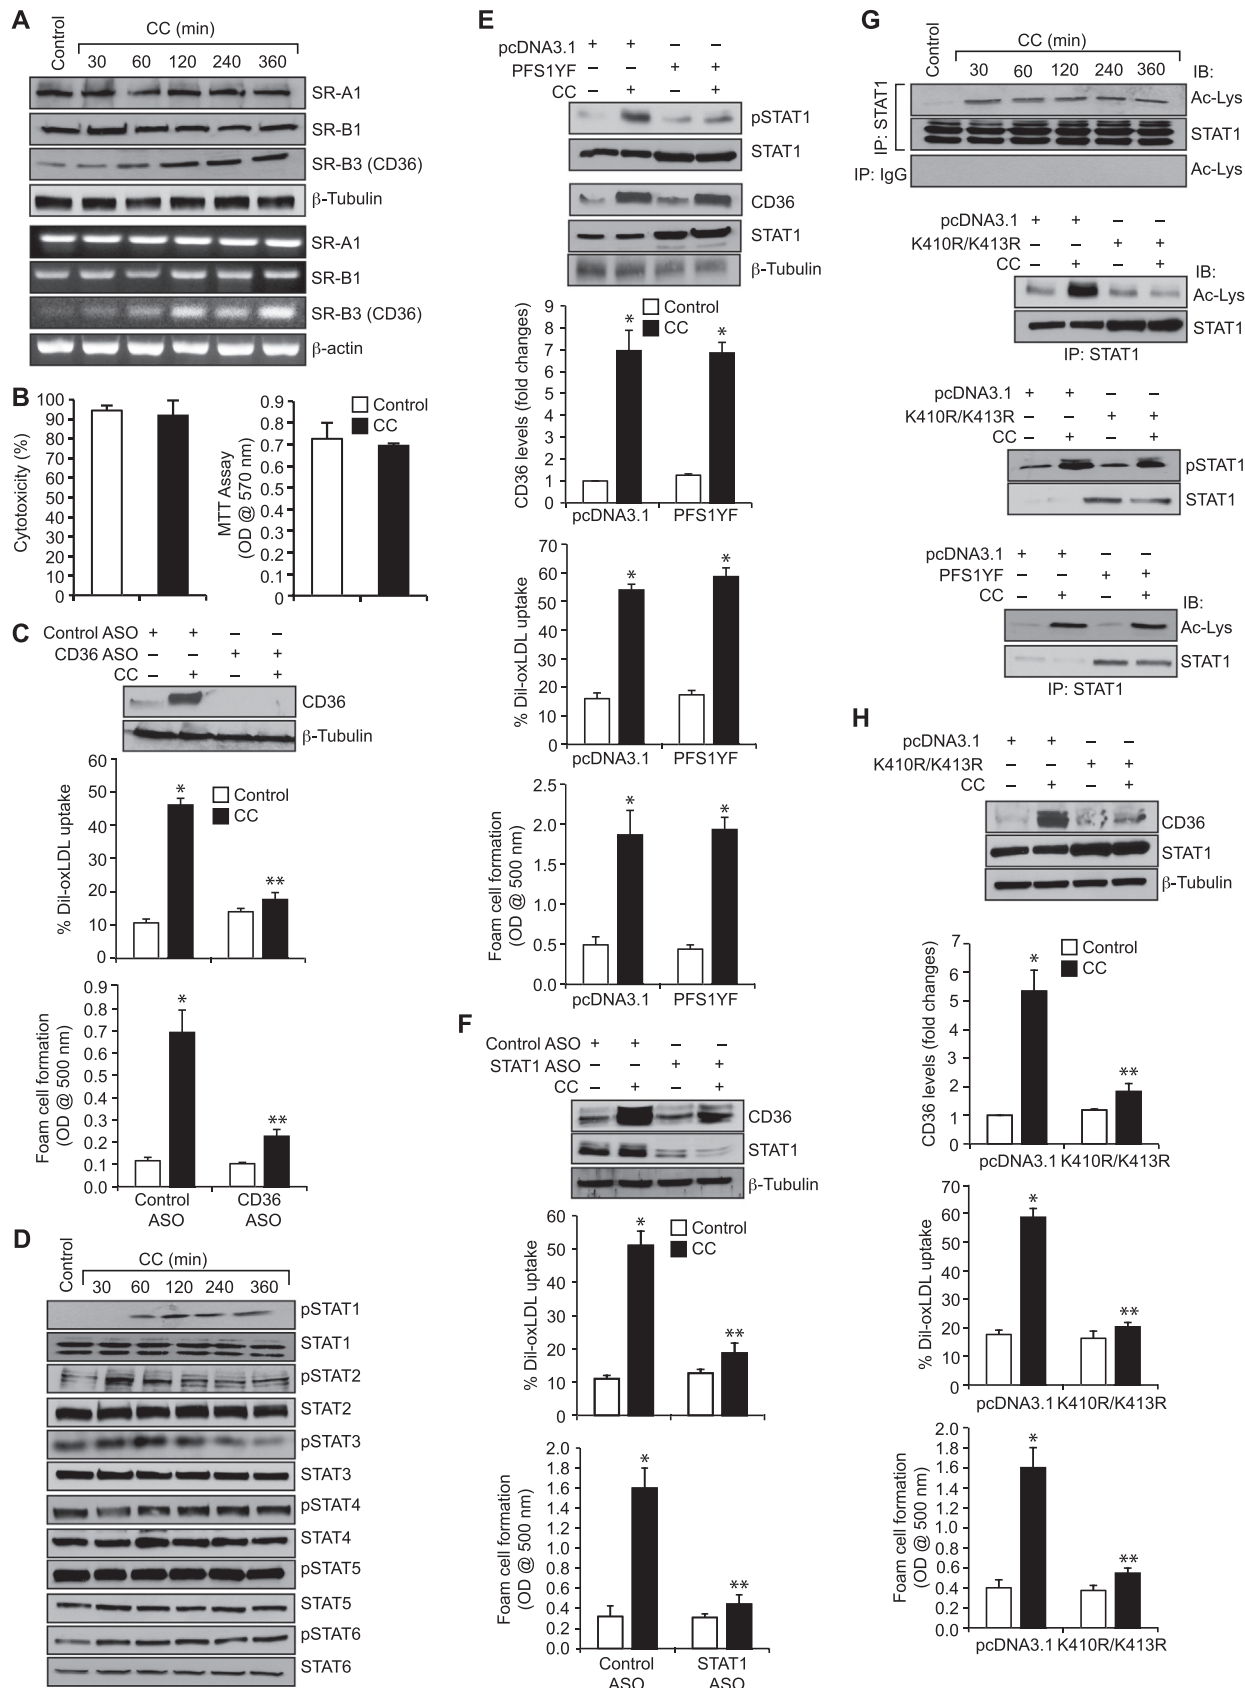 A
Control
CC (min)
30 60 120 240 360
SR-A1
SR-B1
SR-B3 (CD36)
β-Tubulin
SR-A1
SR-B1
SR-B3 (CD36)
β-actin
B
Cytotoxicity (%)
100
90
80
70
60
50
40
30
20
10
0
MTT Assay
(OD @ 570 nm)
0.9
0.8
0.7
0.6
0.5
0.4
0.3
0.2
0.1
0
Control
CC
C
Control ASO + + – –
CD36 ASO – – + +
CC – + – +
CD36
β-Tubulin
% Dil-oxLDL uptake
60
50
40
30
20
10
0
* **
Control
CC
Foam cell formation
(OD @ 500 nm)
0.9
0.8
0.7
0.6
0.5
0.4
0.3
0.2
0.1
0.0
* **
Control
ASO
CD36
ASO
D
Control
CC (min)
30 60 120 240 360
pSTAT1
STAT1
pSTAT2
STAT2
pSTAT3
STAT3
pSTAT4
STAT4
pSTAT5
STAT5
pSTAT6
STAT6
E
pcDNA3.1 + + – –
PFS1YF – – + +
CC – + – +
pSTAT1
STAT1
CD36
STAT1
β-Tubulin
CD36 levels (fold changes)
9
8
7
6
5
4
3
2
1
0
Control
CC
* *
pcDNA3.1 PFS1YF
% Dil-oxLDL uptake
70
60
50
40
30
20
10
0
* *
pcDNA3.1 PFS1YF
Foam cell formation
(OD @ 500 nm)
2.5
2.0
1.5
1.0
0.5
0.0
* *
pcDNA3.1 PFS1YF
F
Control ASO + + – –
STAT1 ASO – – + +
CC – + – +
CD36
STAT1
β-Tubulin
% Dil-oxLDL uptake
60
50
40
30
20
10
0
* **
Control
CC
Foam cell formation
(OD @ 500 nm)
2.0
1.8
1.6
1.4
1.2
1.0
0.8
0.6
0.4
0.2
0.0
* **
Control
ASO
STAT1
ASO
G
Control
CC (min)
30 60 120 240 360
IB:
IP: STAT1
Ac-Lys
STAT1
IP: IgG
Ac-Lys
pcDNA3.1 + + – –
K410R/K413R – – + +
CC – + – +
IB:
Ac-Lys
STAT1
IP: STAT1
pcDNA3.1 + + – –
K410R/K413R – – + +
CC – + – +
pSTAT1
STAT1
pcDNA3.1 + + – –
PFS1YF – – + +
CC – + – +
IB:
Ac-Lys
STAT1
IP: STAT1
H
pcDNA3.1 + + – –
K410R/K413R – – + +
CC – + – +
CD36
STAT1
β-Tubulin
CD36 levels (fold changes)
7
6
5
4
3
2
1
0
Control
CC
* **
pcDNA3.1 K410R/K413R
% Dil-oxLDL uptake
70
60
50
40
30
20
10
0
* **
pcDNA3.1 K410R/K413R
Foam cell formation
(OD @ 500 nm)
2.0
1.8
1.6
1.4
1.2
1.0
0.8
0.6
0.4
0.2
0.0
* **
pcDNA3.1 K410R/K413R